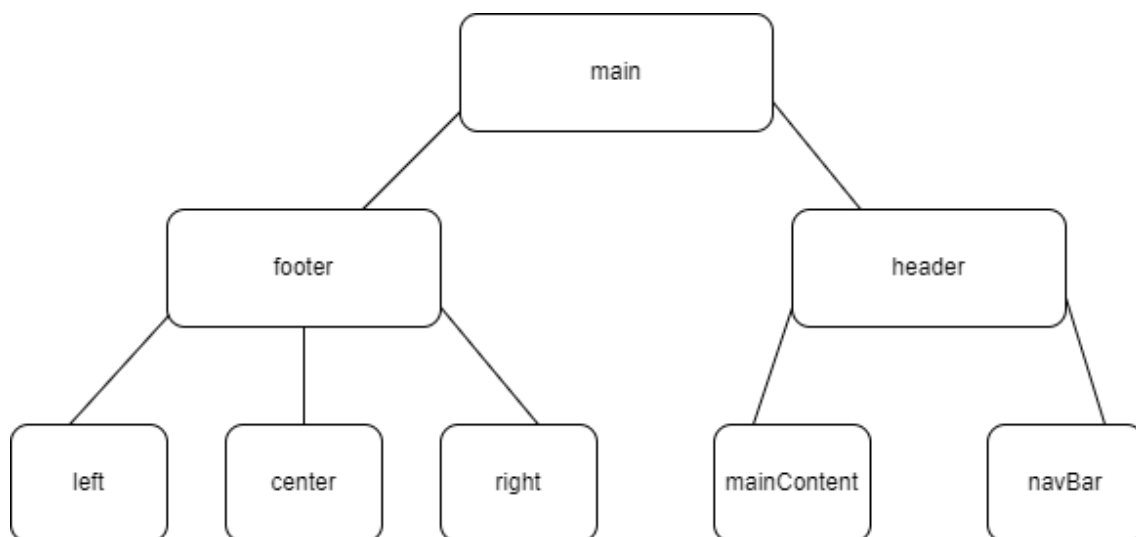 main
footer
header
left
center
right
mainContent
navBar